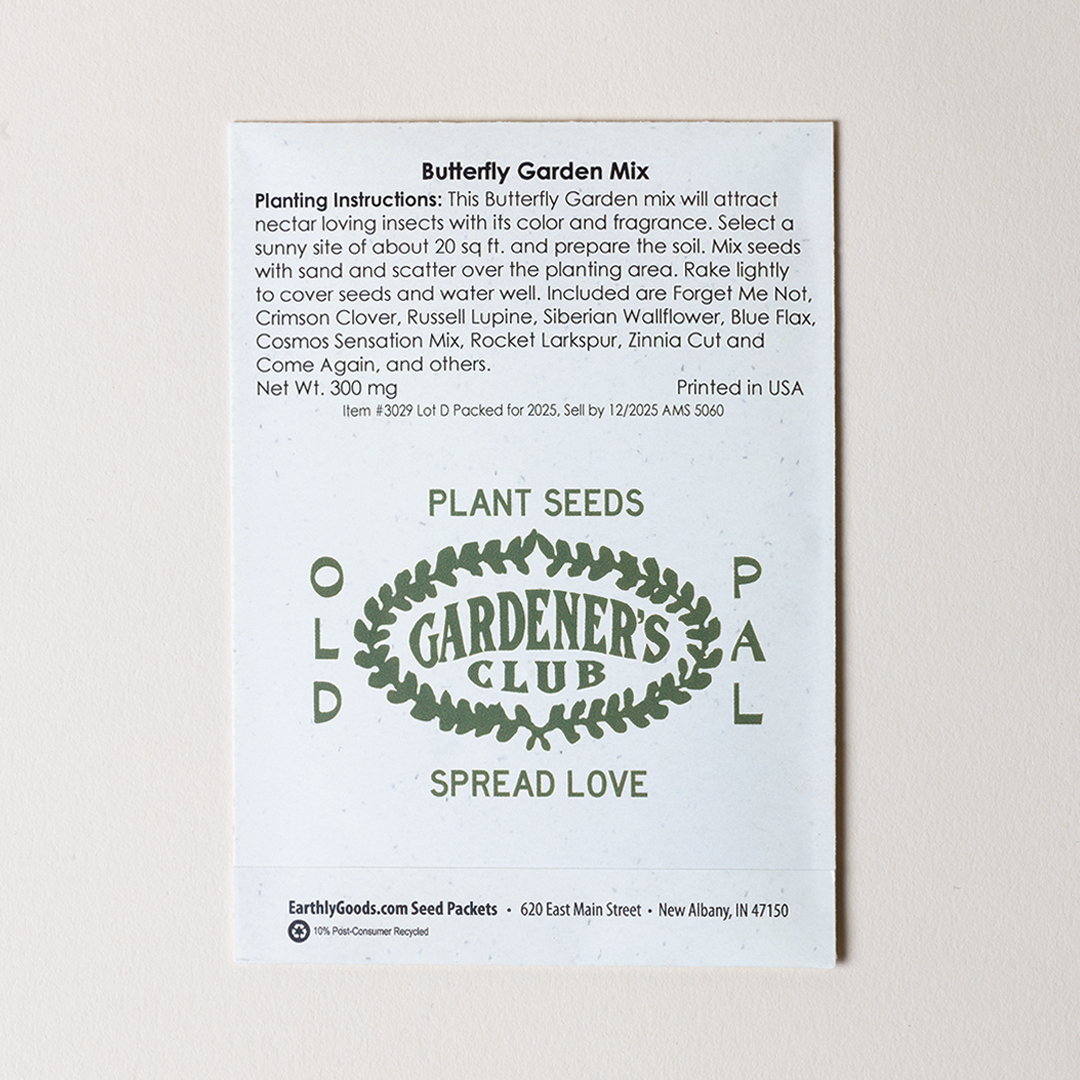 Butterfly Garden Mix
Planting Instructions: This Butterfly Garden mix will attract
nectar loving insects with its color and fragrance. Select a
sunny site of about 20 sq ft. and prepare the soil. Mix seeds
with sand and scatter over the planting area. Rake lightly
to cover seeds and water well. Included are Forget Me Not,
Crimson Clover, Russell Lupine, Siberian Wallflower, Blue Flax,
Cosmos Sensation Mix, Rocket Larkspur, Zinnia Cut and
Come Again, and others.
Net Wt. 300 mg Printed in USA
Item #3029 Lot D Packed for 2025, Sell by 12/2025 AMS 5060
PLANT SEEDS
OLD
GARDENER'S
CLUB
PAL
SPREAD LOVE
EarthlyGoods.com Seed Packets • 620 East Main Street • New Albany, IN 47150
10% Post-Consumer Recycled